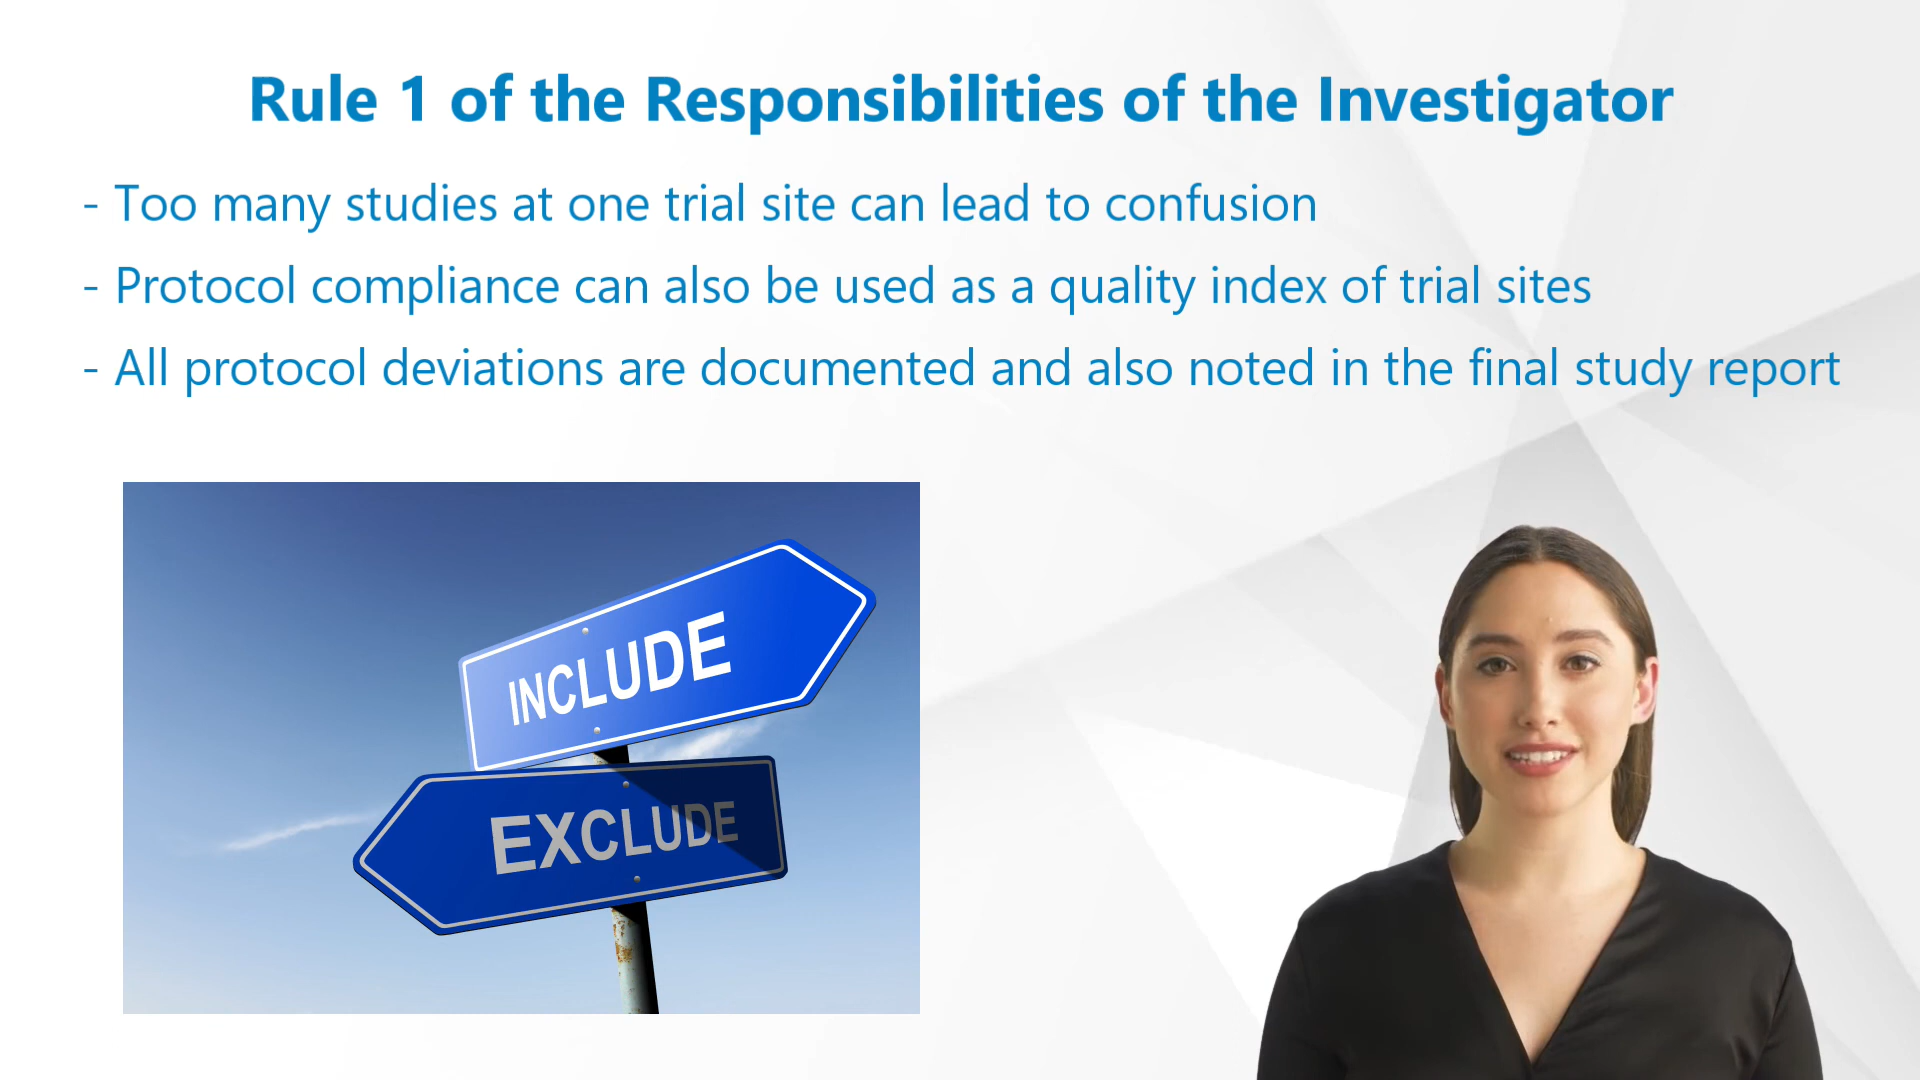 Rule 1 of the Responsibilities of the Investigator
- Too many studies at one trial site can lead to confusion
- Protocol compliance can also be used as a quality index of trial sites
- All protocol deviations are documented and also noted in the final study report
INCLUDE
EXCLUDE